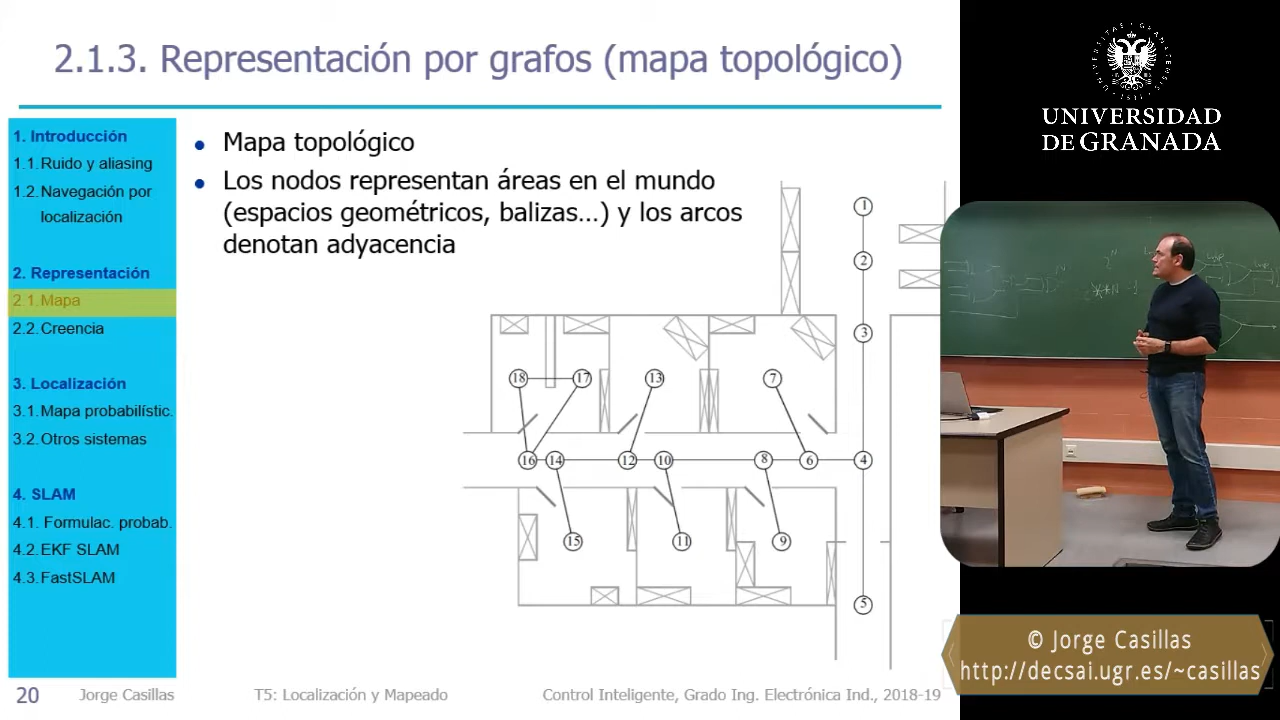 2.1.3. Representación por grafos (mapa topológico)
1. Introducción
1.1. Ruido y aliasing
1.2. Navegación por
localización
2. Representación
2.1. Mapa
2.2. Creencia
3. Localización
3.1. Mapa probabilístic.
3.2. Otros sistemas
4. SLAM
4.1. Formulac. probab.
4.2. EKF SLAM
4.3. FastSLAM
• Mapa topológico
• Los nodos representan áreas en el mundo
(espacios geométricos, balizas…) y los arcos
denotan adyacencia
1
2
3
18 17 13 7
16 14 12 10 8 6 4
15 11 9
5
20 Jorge Casillas T5: Localización y Mapeado Control Inteligente, Grado Ing. Electrónica Ind., 2018-19
UNIVERSIDAD
DE GRANADA
© Jorge Casillas
http://decsai.ugr.es/~casillas